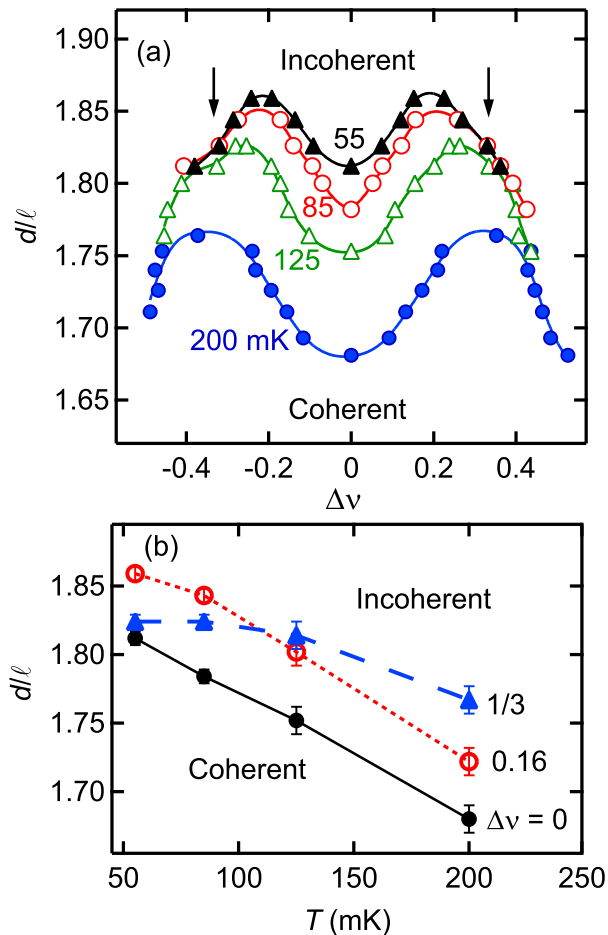 (a)
Incoherent
55
85
125
200 mK
Coherent
d/ℓ
1.90
1.85
1.80
1.75
1.70
1.65
-0.4 -0.2 0 0.2 0.4
Δν
(b)
Incoherent
1/3
0.16
Coherent
Δν = 0
d/ℓ
1.85
1.80
1.75
1.70
50 100 150 200 250
T (mK)